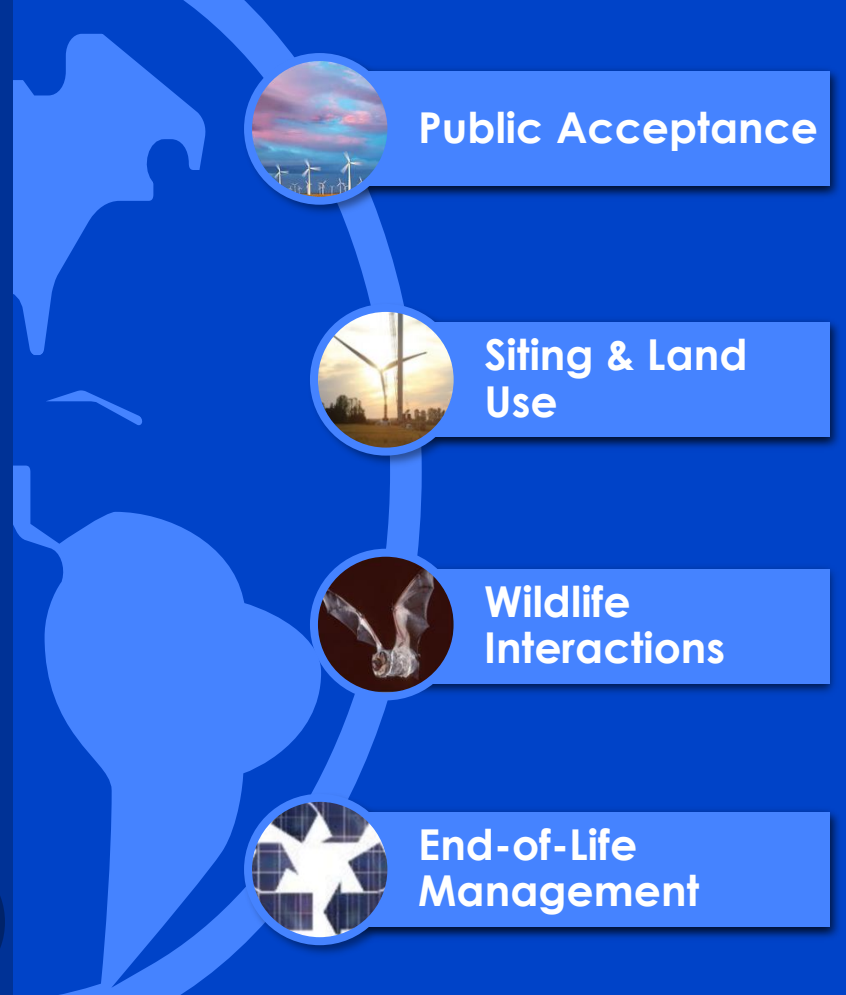 Public Acceptance
Siting & Land
Use
Wildlife
Interactions
End-of-Life
Management